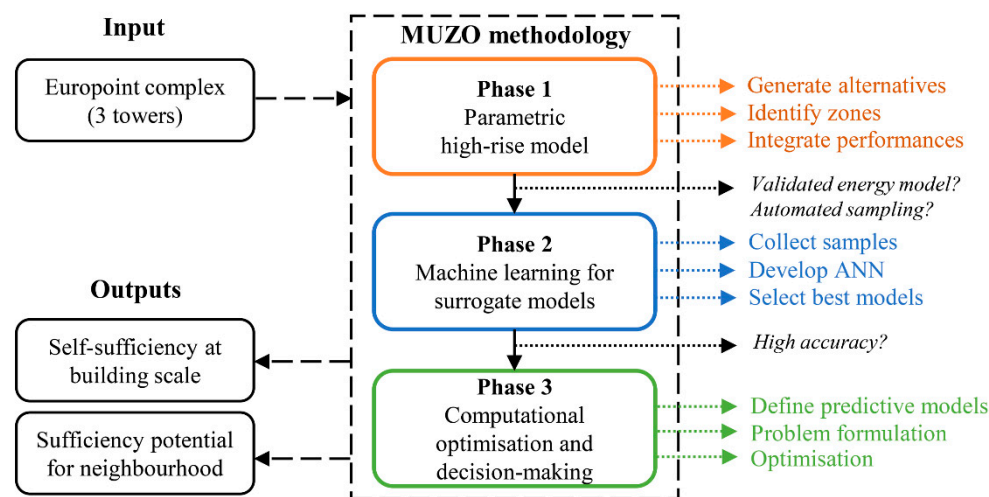 Input
Europoint complex
(3 towers)
MUZO methodology
Phase 1
Parametric
high-rise model
Generate alternatives
Identify zones
Integrate performances
Validated energy model?
Automated sampling?
Phase 2
Machine learning for
surrogate models
Collect samples
Develop ANN
Select best models
High accuracy?
Outputs
Self-sufficiency at
building scale
Sufficiency potential
for neighbourhood
Phase 3
Computational
optimisation and
decision-making
Define predictive models
Problem formulation
Optimisation